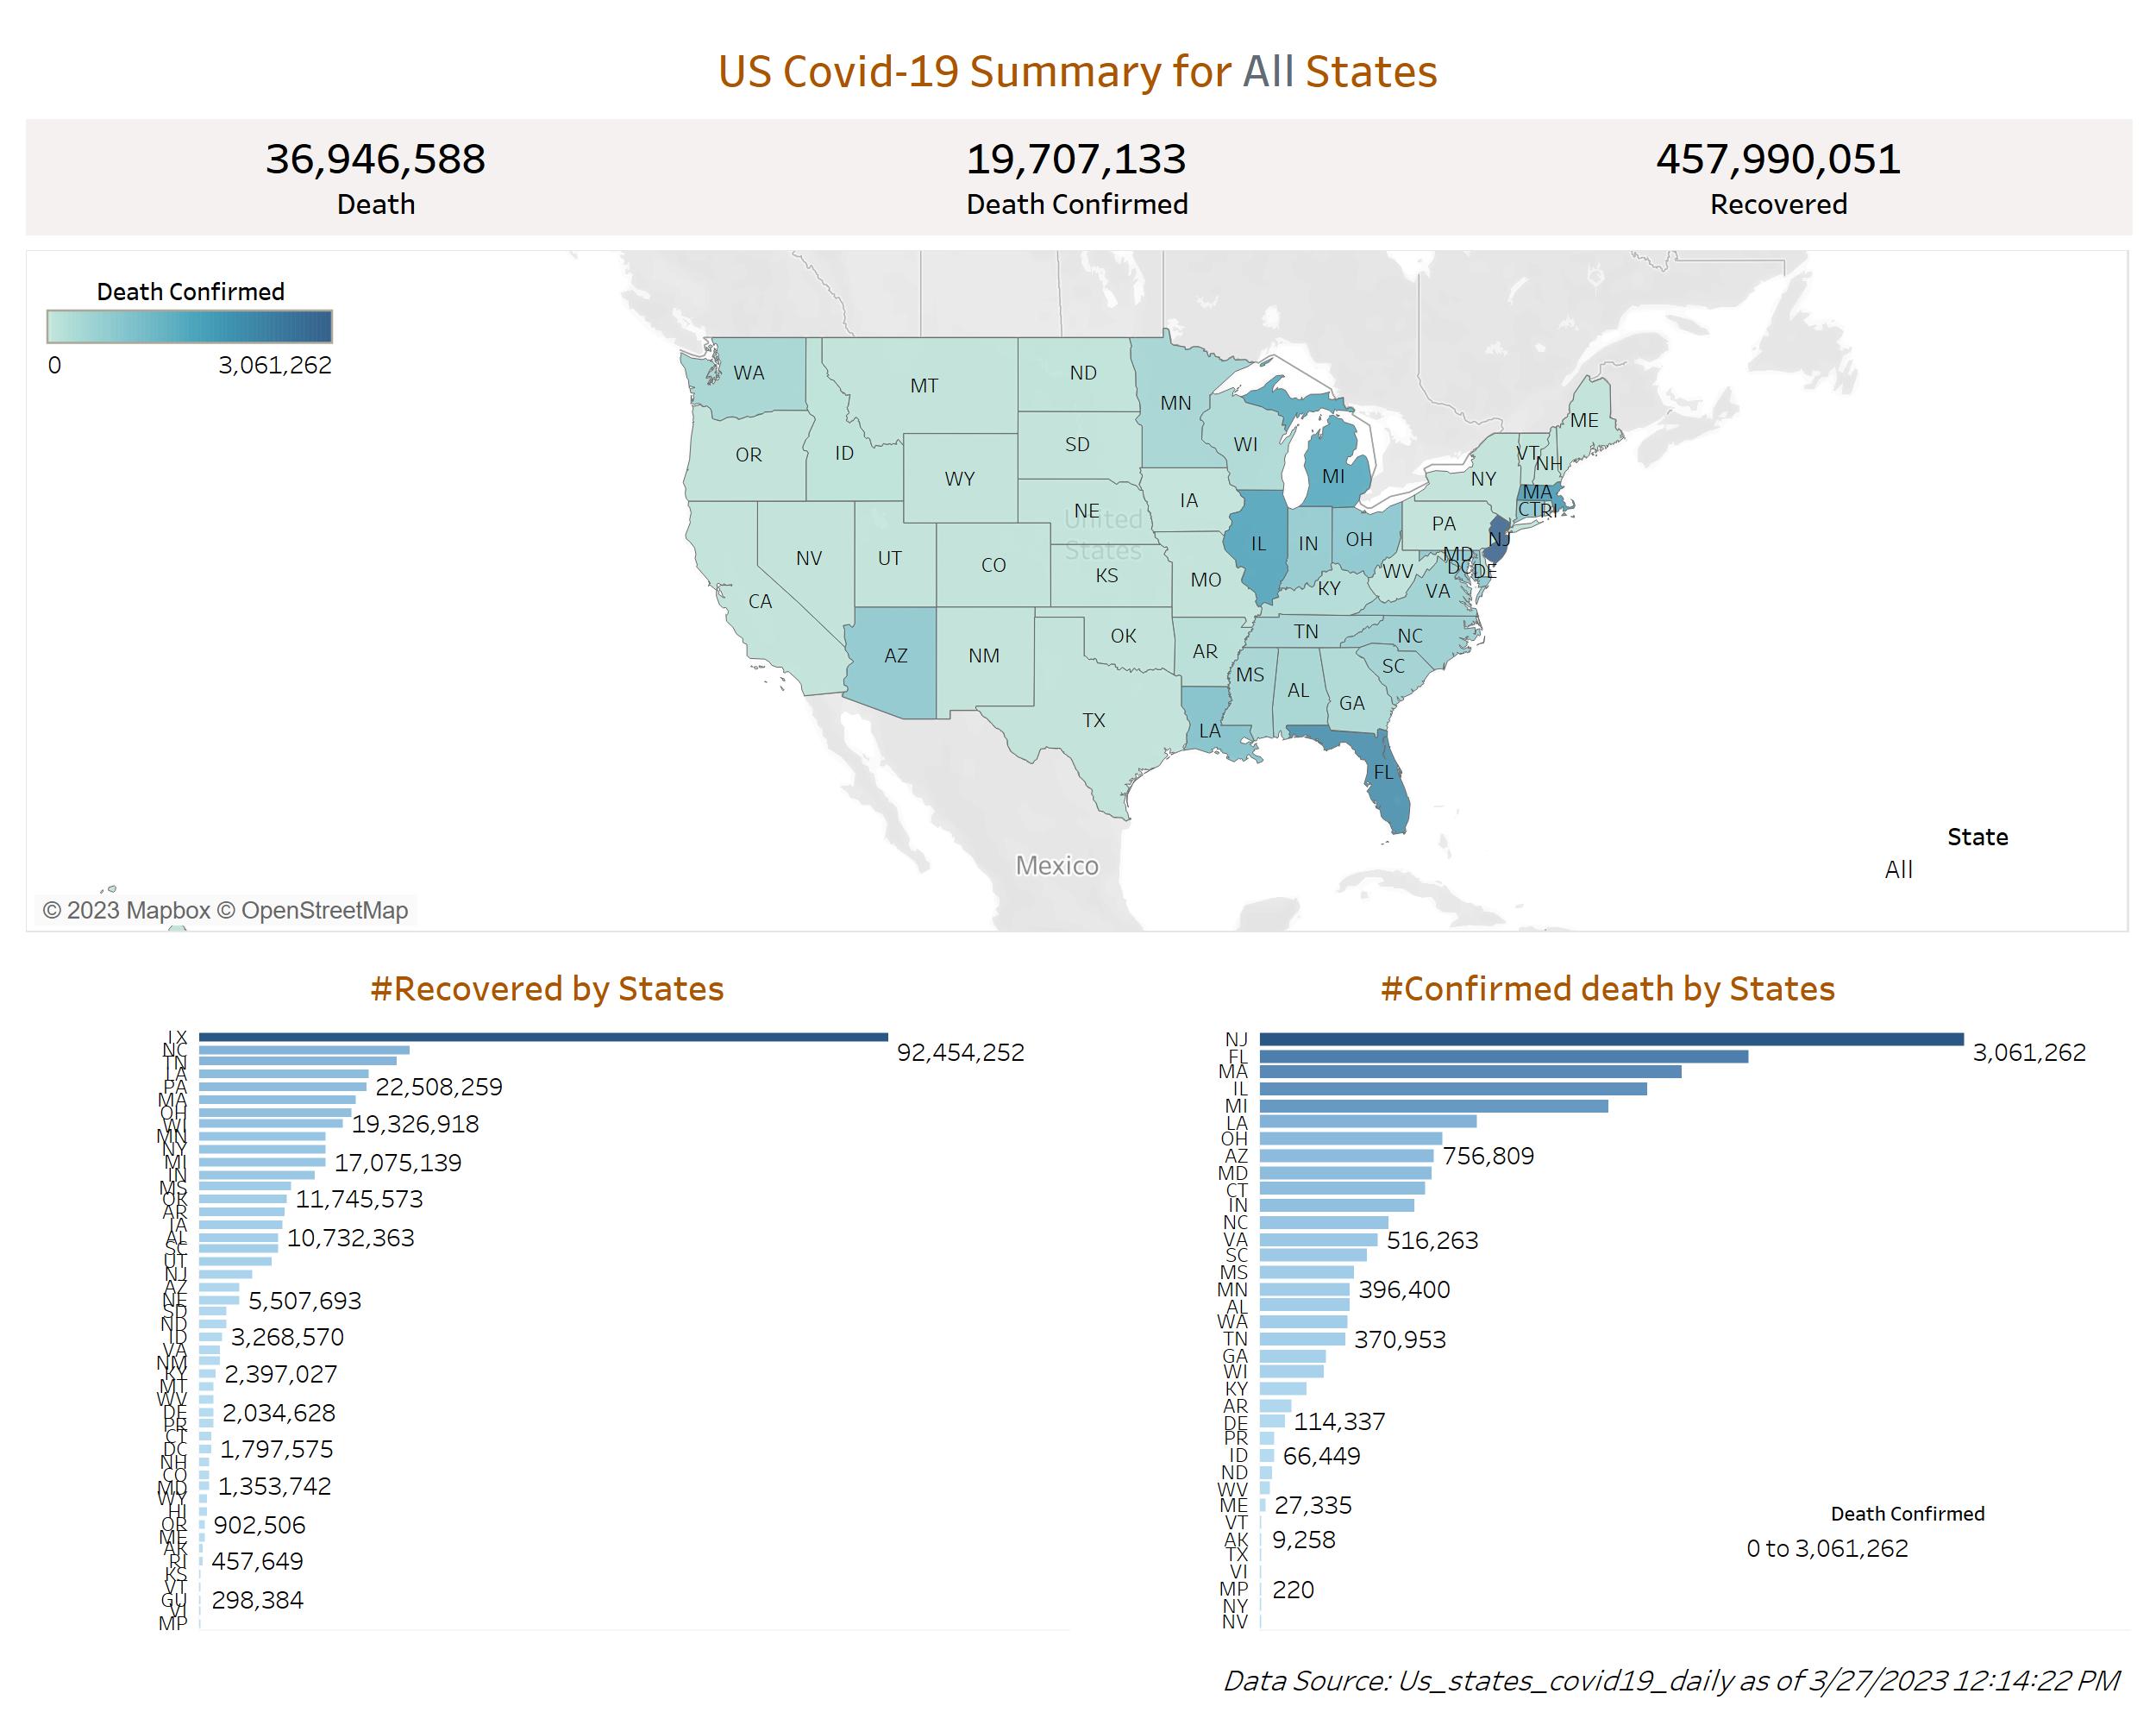 US Covid-19 Summary for All States
36,946,588
Death
19,707,133
Death Confirmed
457,990,051
Recovered
Death Confirmed
0 3,061,262
WA
MT
ND
MN
ME
OR
ID
SD
WI
MI
VT
NH
NY
WY
IA
NE
MA
CT
RI
United
States
PA
NJ
NV
UT
CO
KS
MO
IL
IN
OH
MD
DC
DE
WV
VA
KY
CA
AZ
NM
OK
AR
TN
NC
SC
MS
AL
GA
TX
LA
FL
Mexico
State
All
© 2023 Mapbox © OpenStreetMap
#Recovered by States
TX
92,454,252
NC
TN
LA
PA 22,508,259
MA
OH
WI 19,326,918
MN
NY
MI 17,075,139
IN
MS
OK 11,745,573
AR
IA
AL 10,732,363
SC
UT
NJ
AZ
NE 5,507,693
SD
ND
ID 3,268,570
VA
NM
KY 2,397,027
MT
WV
DE 2,034,628
PR
CT
DC 1,797,575
NH
CO
MD 1,353,742
WY
HI
OR 902,506
ME
AK
RI 457,649
KS
VT
GU 298,384
VI
MP
#Confirmed death by States
NJ
3,061,262
FL
MA
IL
MI
LA
OH
AZ 756,809
MD
CT
IN
NC
VA 516,263
SC
MS
MN 396,400
AL
WA
TN 370,953
GA
WI
KY
AR
DE 114,337
PR
ID 66,449
ND
WV
ME 27,335
VT
AK 9,258
TX
VI
MP 220
NY
NV
Death Confirmed
0 to 3,061,262
Data Source: Us_states_covid19_daily as of 3/27/2023 12:14:22 PM